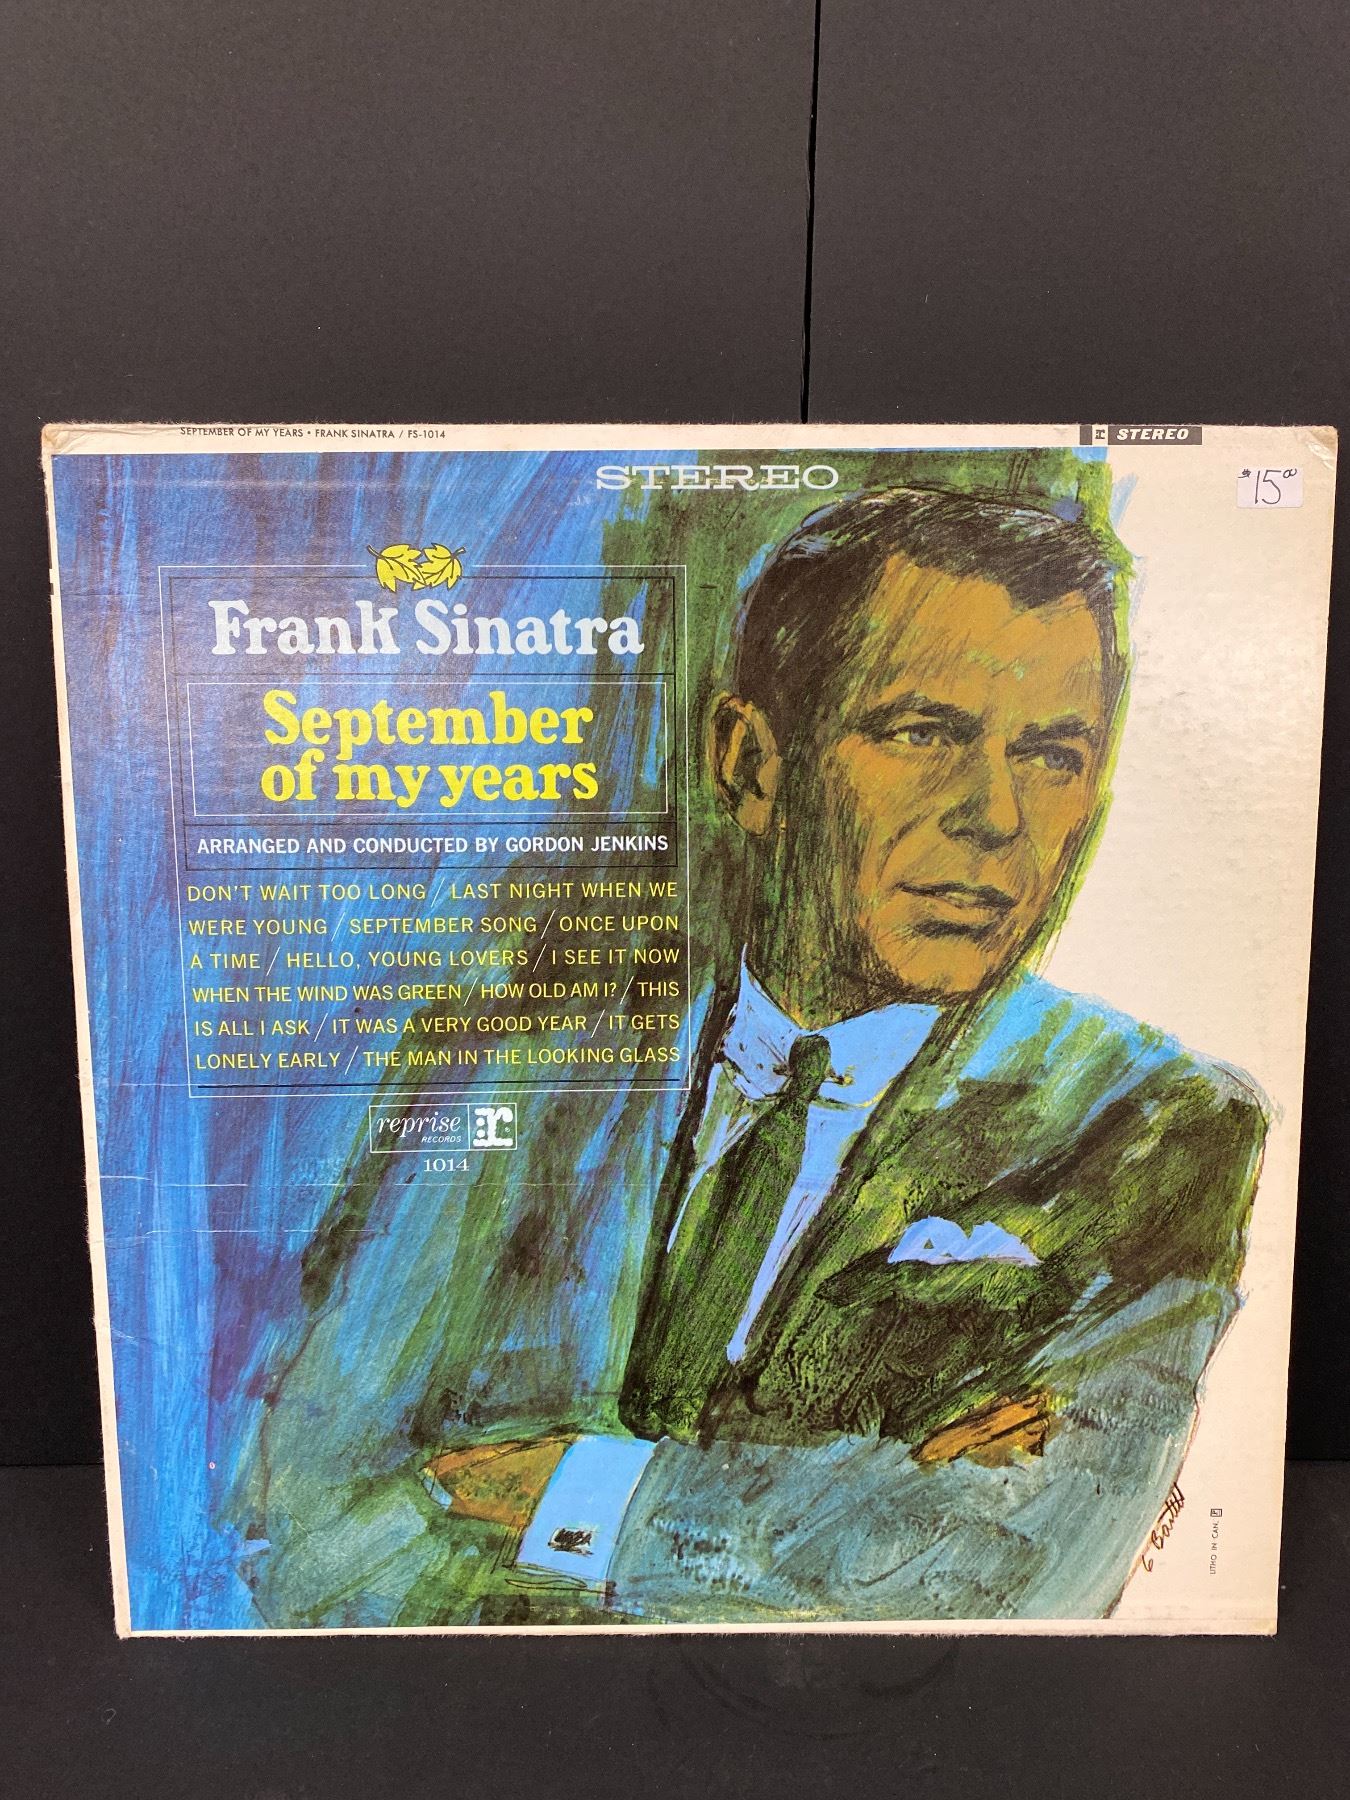 SEPTEMBER OF MY YEARS • FRANK SINATRA / FS-1014
r STEREO
STEREO
$15.00
Frank Sinatra
September
of my years
ARRANGED AND CONDUCTED BY GORDON JENKINS
DON'T WAIT TOO LONG / LAST NIGHT WHEN WE
WERE YOUNG / SEPTEMBER SONG / ONCE UPON
A TIME / HELLO, YOUNG LOVERS / I SEE IT NOW
WHEN THE WIND WAS GREEN / HOW OLD AM I? / THIS
IS ALL I ASK / IT WAS A VERY GOOD YEAR / IT GETS
LONELY EARLY / THE MAN IN THE LOOKING GLASS
reprise r
RECORDS
1014
G Bartell
LITHO IN CAN.